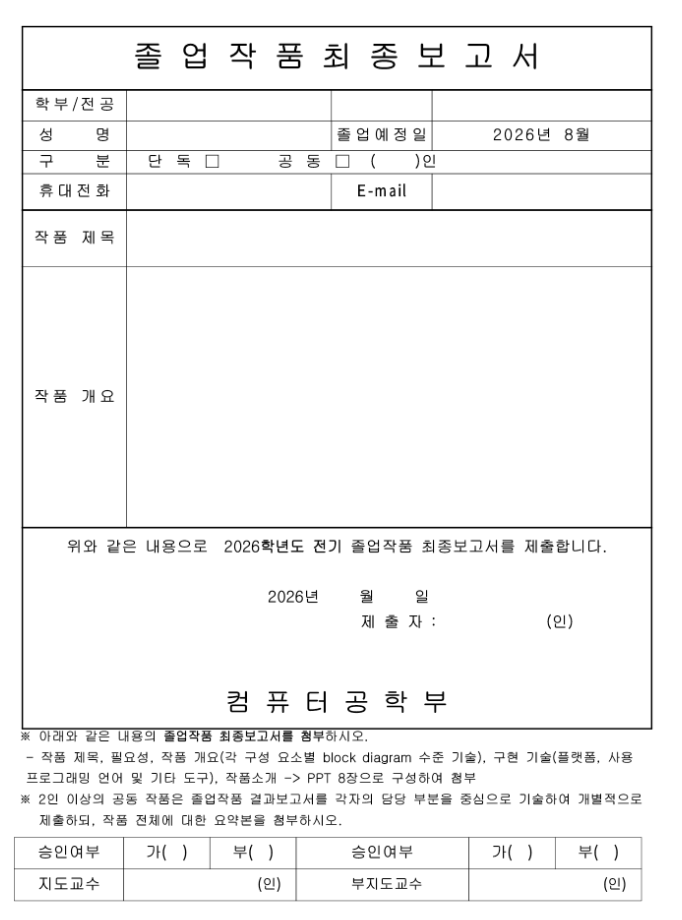 졸 업 작 품 최 종 보 고 서
학 부 / 전 공
성 명 졸 업 예 정 일 2026년 8월
구 분 단 독 □ 공 동 □ ( )인
휴 대 전 화 E-mail
작 품 제 목
작 품 개 요
위와 같은 내용으로 2026학년도 전기 졸업작품 최종보고서를 제출합니다.
2026년 월 일
제 출 자 : (인)
컴 퓨 터 공 학 부
※ 아래와 같은 내용의 졸업작품 최종보고서를 첨부하시오.
- 작품 제목, 필요성, 작품 개요(각 구성 요소별 block diagram 수준 기술), 구현 기술(플랫폼, 사용
프로그래밍 언어 및 기타 도구), 작품소개 -> PPT 8장으로 구성하여 첨부
※ 2인 이상의 공동 작품은 졸업작품 결과보고서를 각자의 담당 부분을 중심으로 기술하여 개별적으로
제출하되, 작품 전체에 대한 요약본을 첨부하시오.
승인여부 가( ) 부( ) 승인여부 가( ) 부( )
지도교수 (인) 부지도교수 (인)